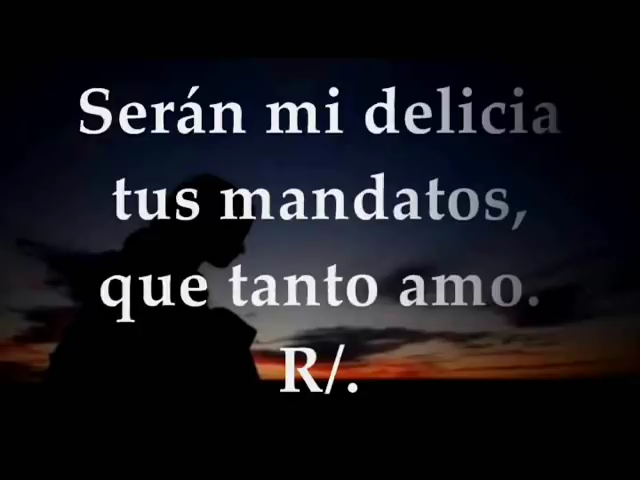 Serán mi delicia
tus mandatos,
que tanto amo.
R/.